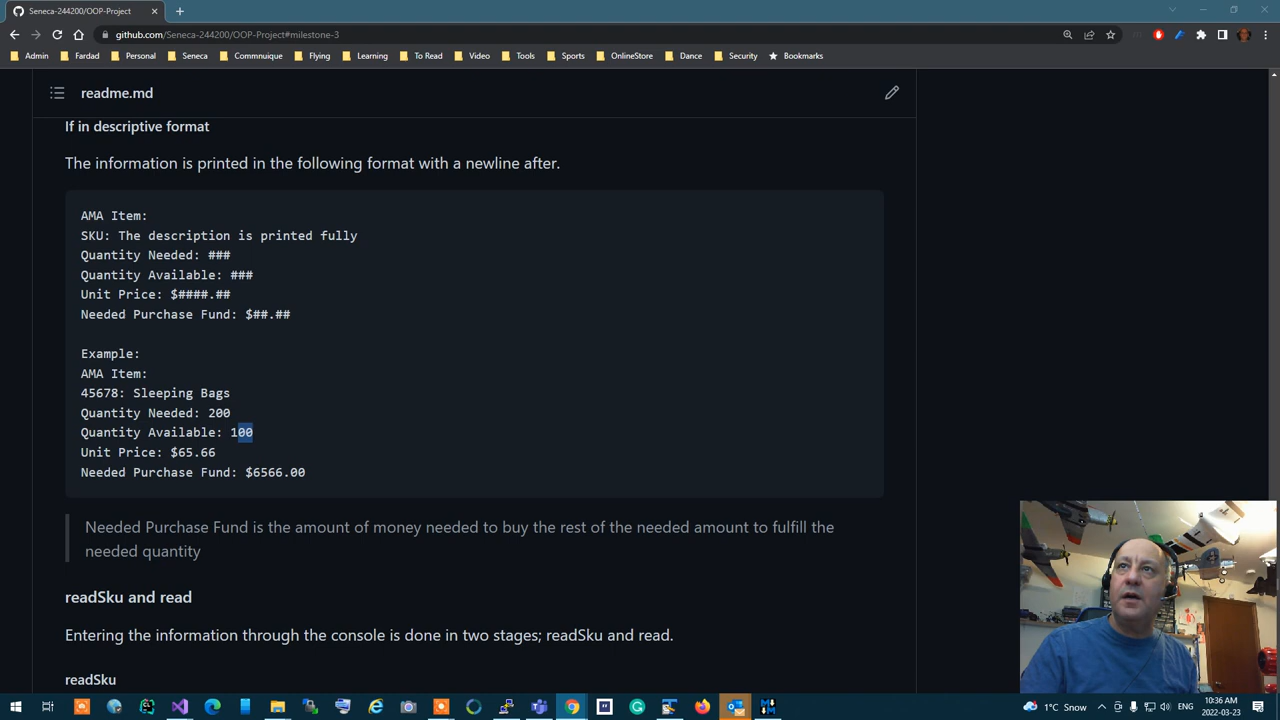 Seneca-244200/OOP-Project
github.com/Seneca-244200/OOP-Project#milestone-3
Admin Fardad Personal Seneca Commnuique Flying Learning To Read Video Tools Sports OnlineStore Dance Security Bookmarks
readme.md
If in descriptive format
The information is printed in the following format with a newline after.
AMA Item:
SKU: The description is printed fully
Quantity Needed: ###
Quantity Available: ###
Unit Price: $####.##
Needed Purchase Fund: $##.##
Example:
AMA Item:
45678: Sleeping Bags
Quantity Needed: 200
Quantity Available: 100
Unit Price: $65.66
Needed Purchase Fund: $6566.00
Needed Purchase Fund is the amount of money needed to buy the rest of the needed amount to fulfill the
needed quantity
readSku and read
Entering the information through the console is done in two stages; readSku and read.
readSku
1°C Snow
ENG
10:36 AM
2022-03-23